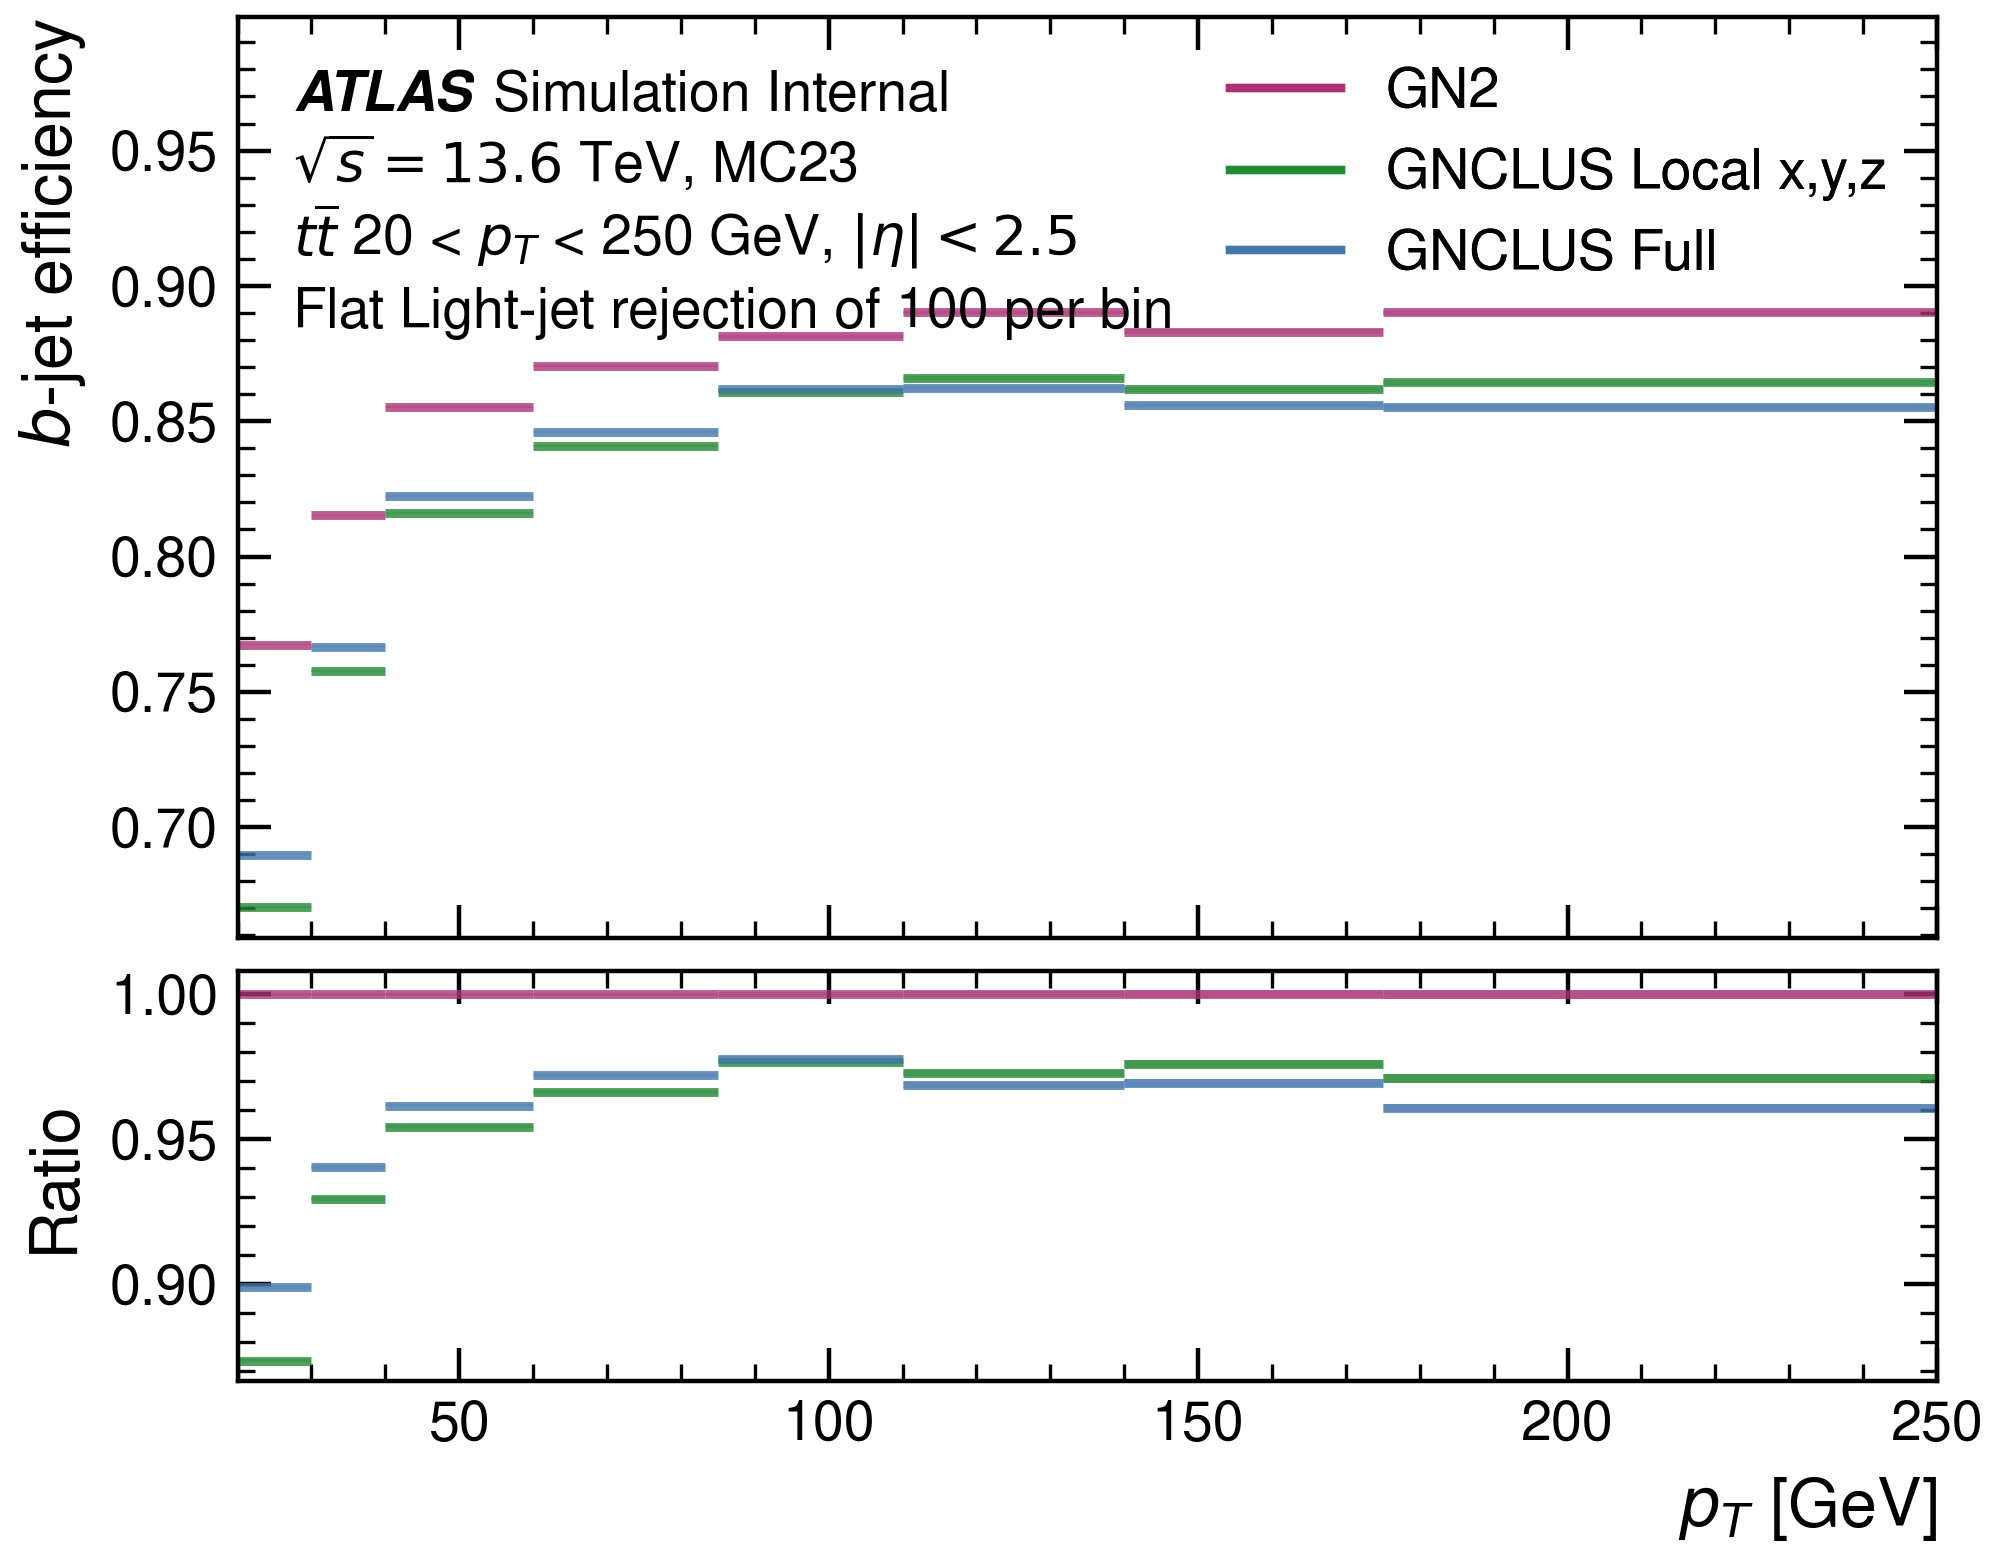 b-jet efficiency
ATLAS Simulation Internal
√s = 13.6 TeV, MC23
tt̅ 20 < p_T < 250 GeV, |η| < 2.5
Flat Light-jet rejection of 100 per bin
GN2
GNCLUS Local x,y,z
GNCLUS Full
0.95
0.90
0.85
0.80
0.75
0.70
Ratio
1.00
0.95
0.90
50 100 150 200 250
p_T [GeV]